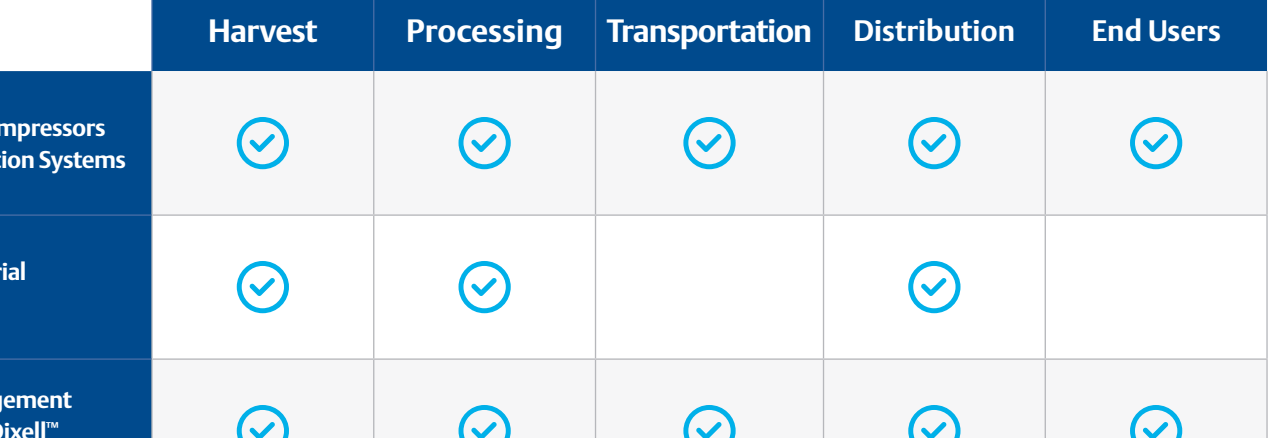 Harvest Processing Transportation Distribution End Users
mpressors
tion Systems
rial
gement
Dixell™